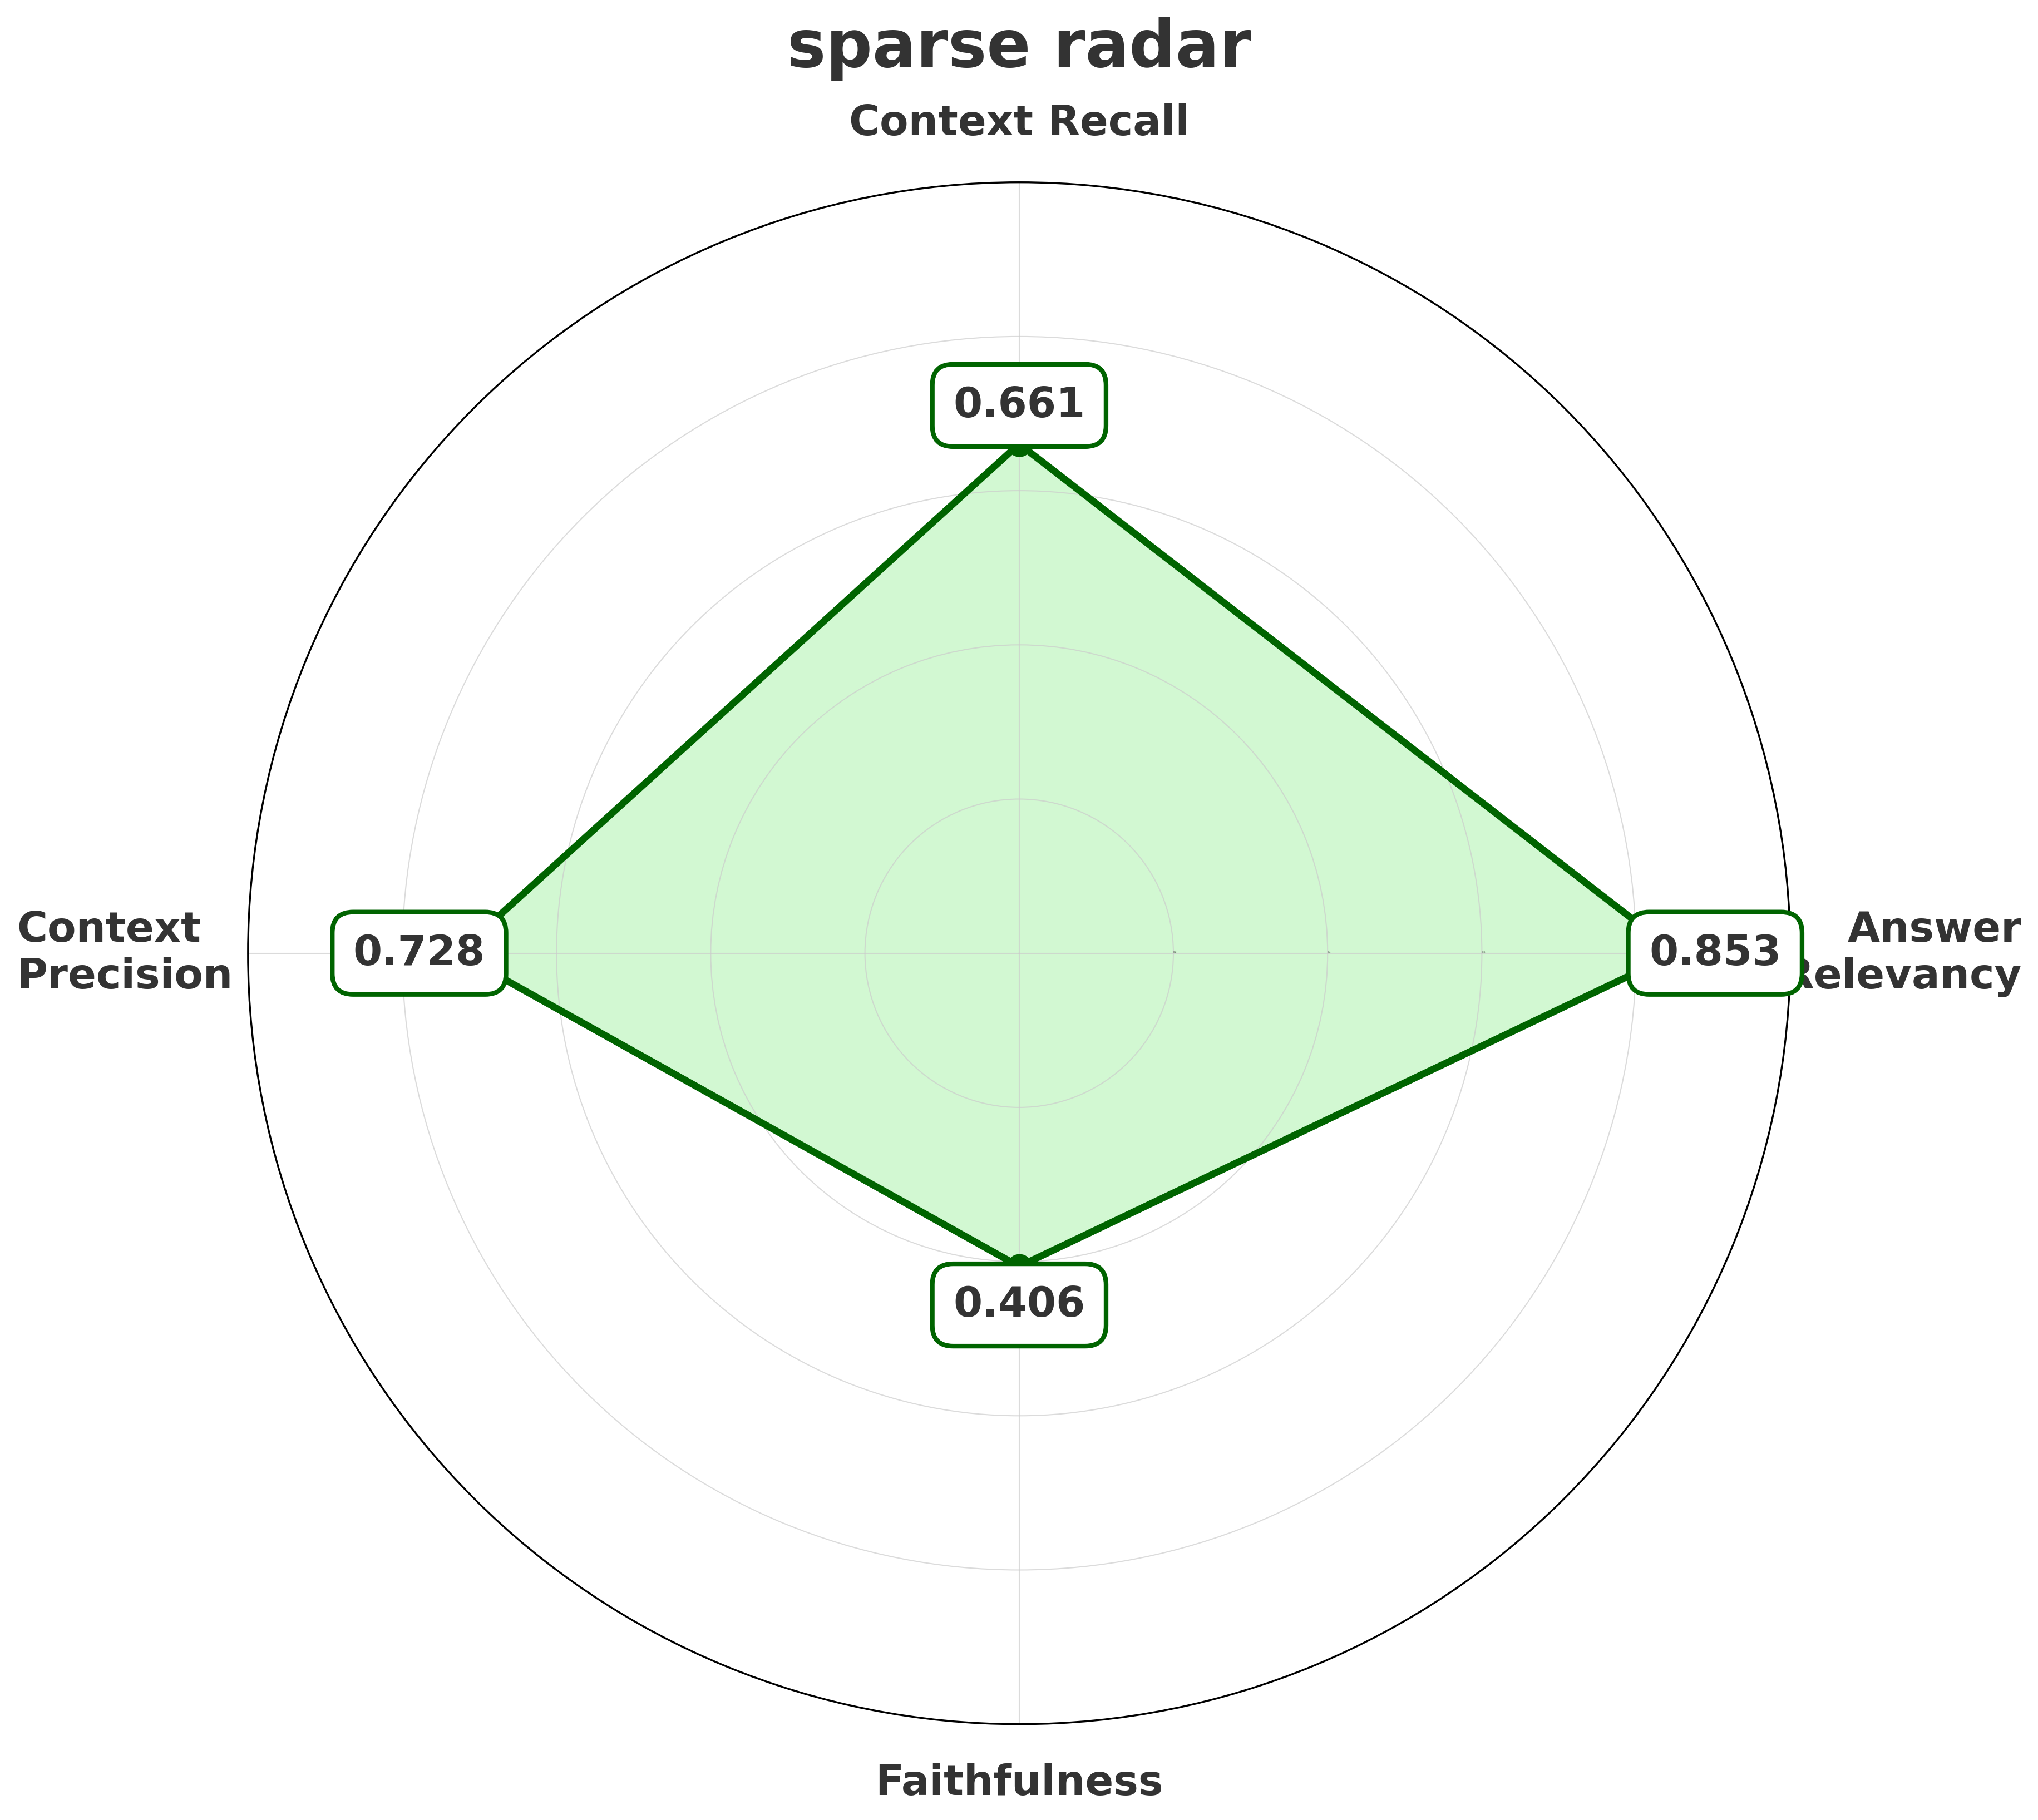 sparse radar
Context Recall
0.661
Context
Precision
0.728
0.853
Answer
Relevancy
0.406
Faithfulness